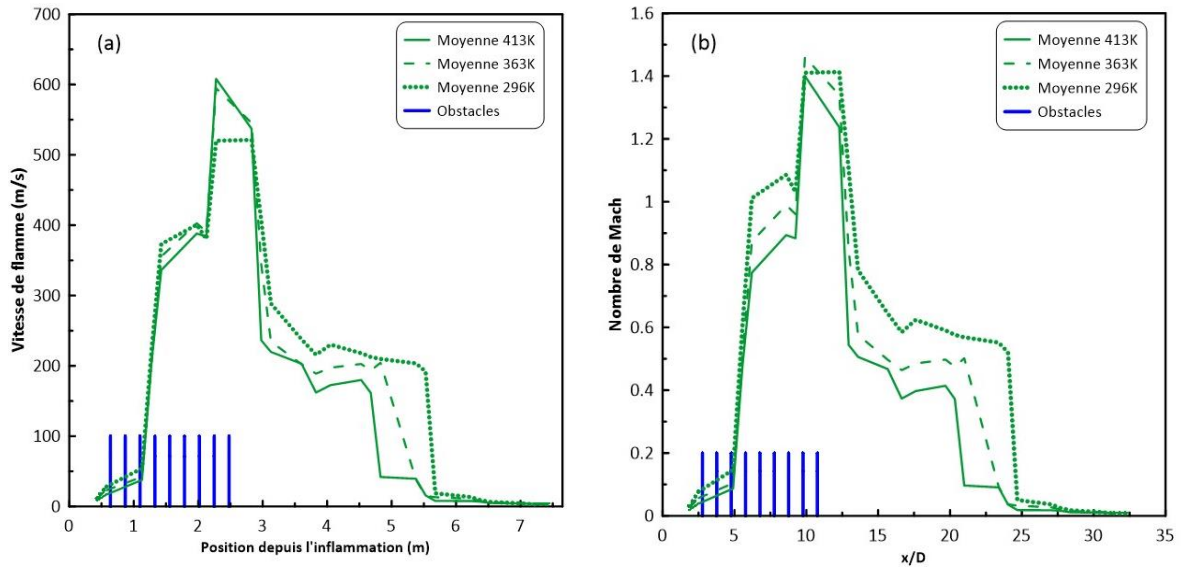 (a)
Moyenne 413K
Moyenne 363K
Moyenne 296K
Obstacles
Vitesse de flamme (m/s)
700
600
500
400
300
200
100
0
0 1 2 3 4 5 6 7
Position depuis l'inflammation (m)
(b)
Moyenne 413K
Moyenne 363K
Moyenne 296K
Obstacles
Nombre de Mach
1.6
1.4
1.2
1
0.8
0.6
0.4
0.2
0
0 5 10 15 20 25 30 35
x/D